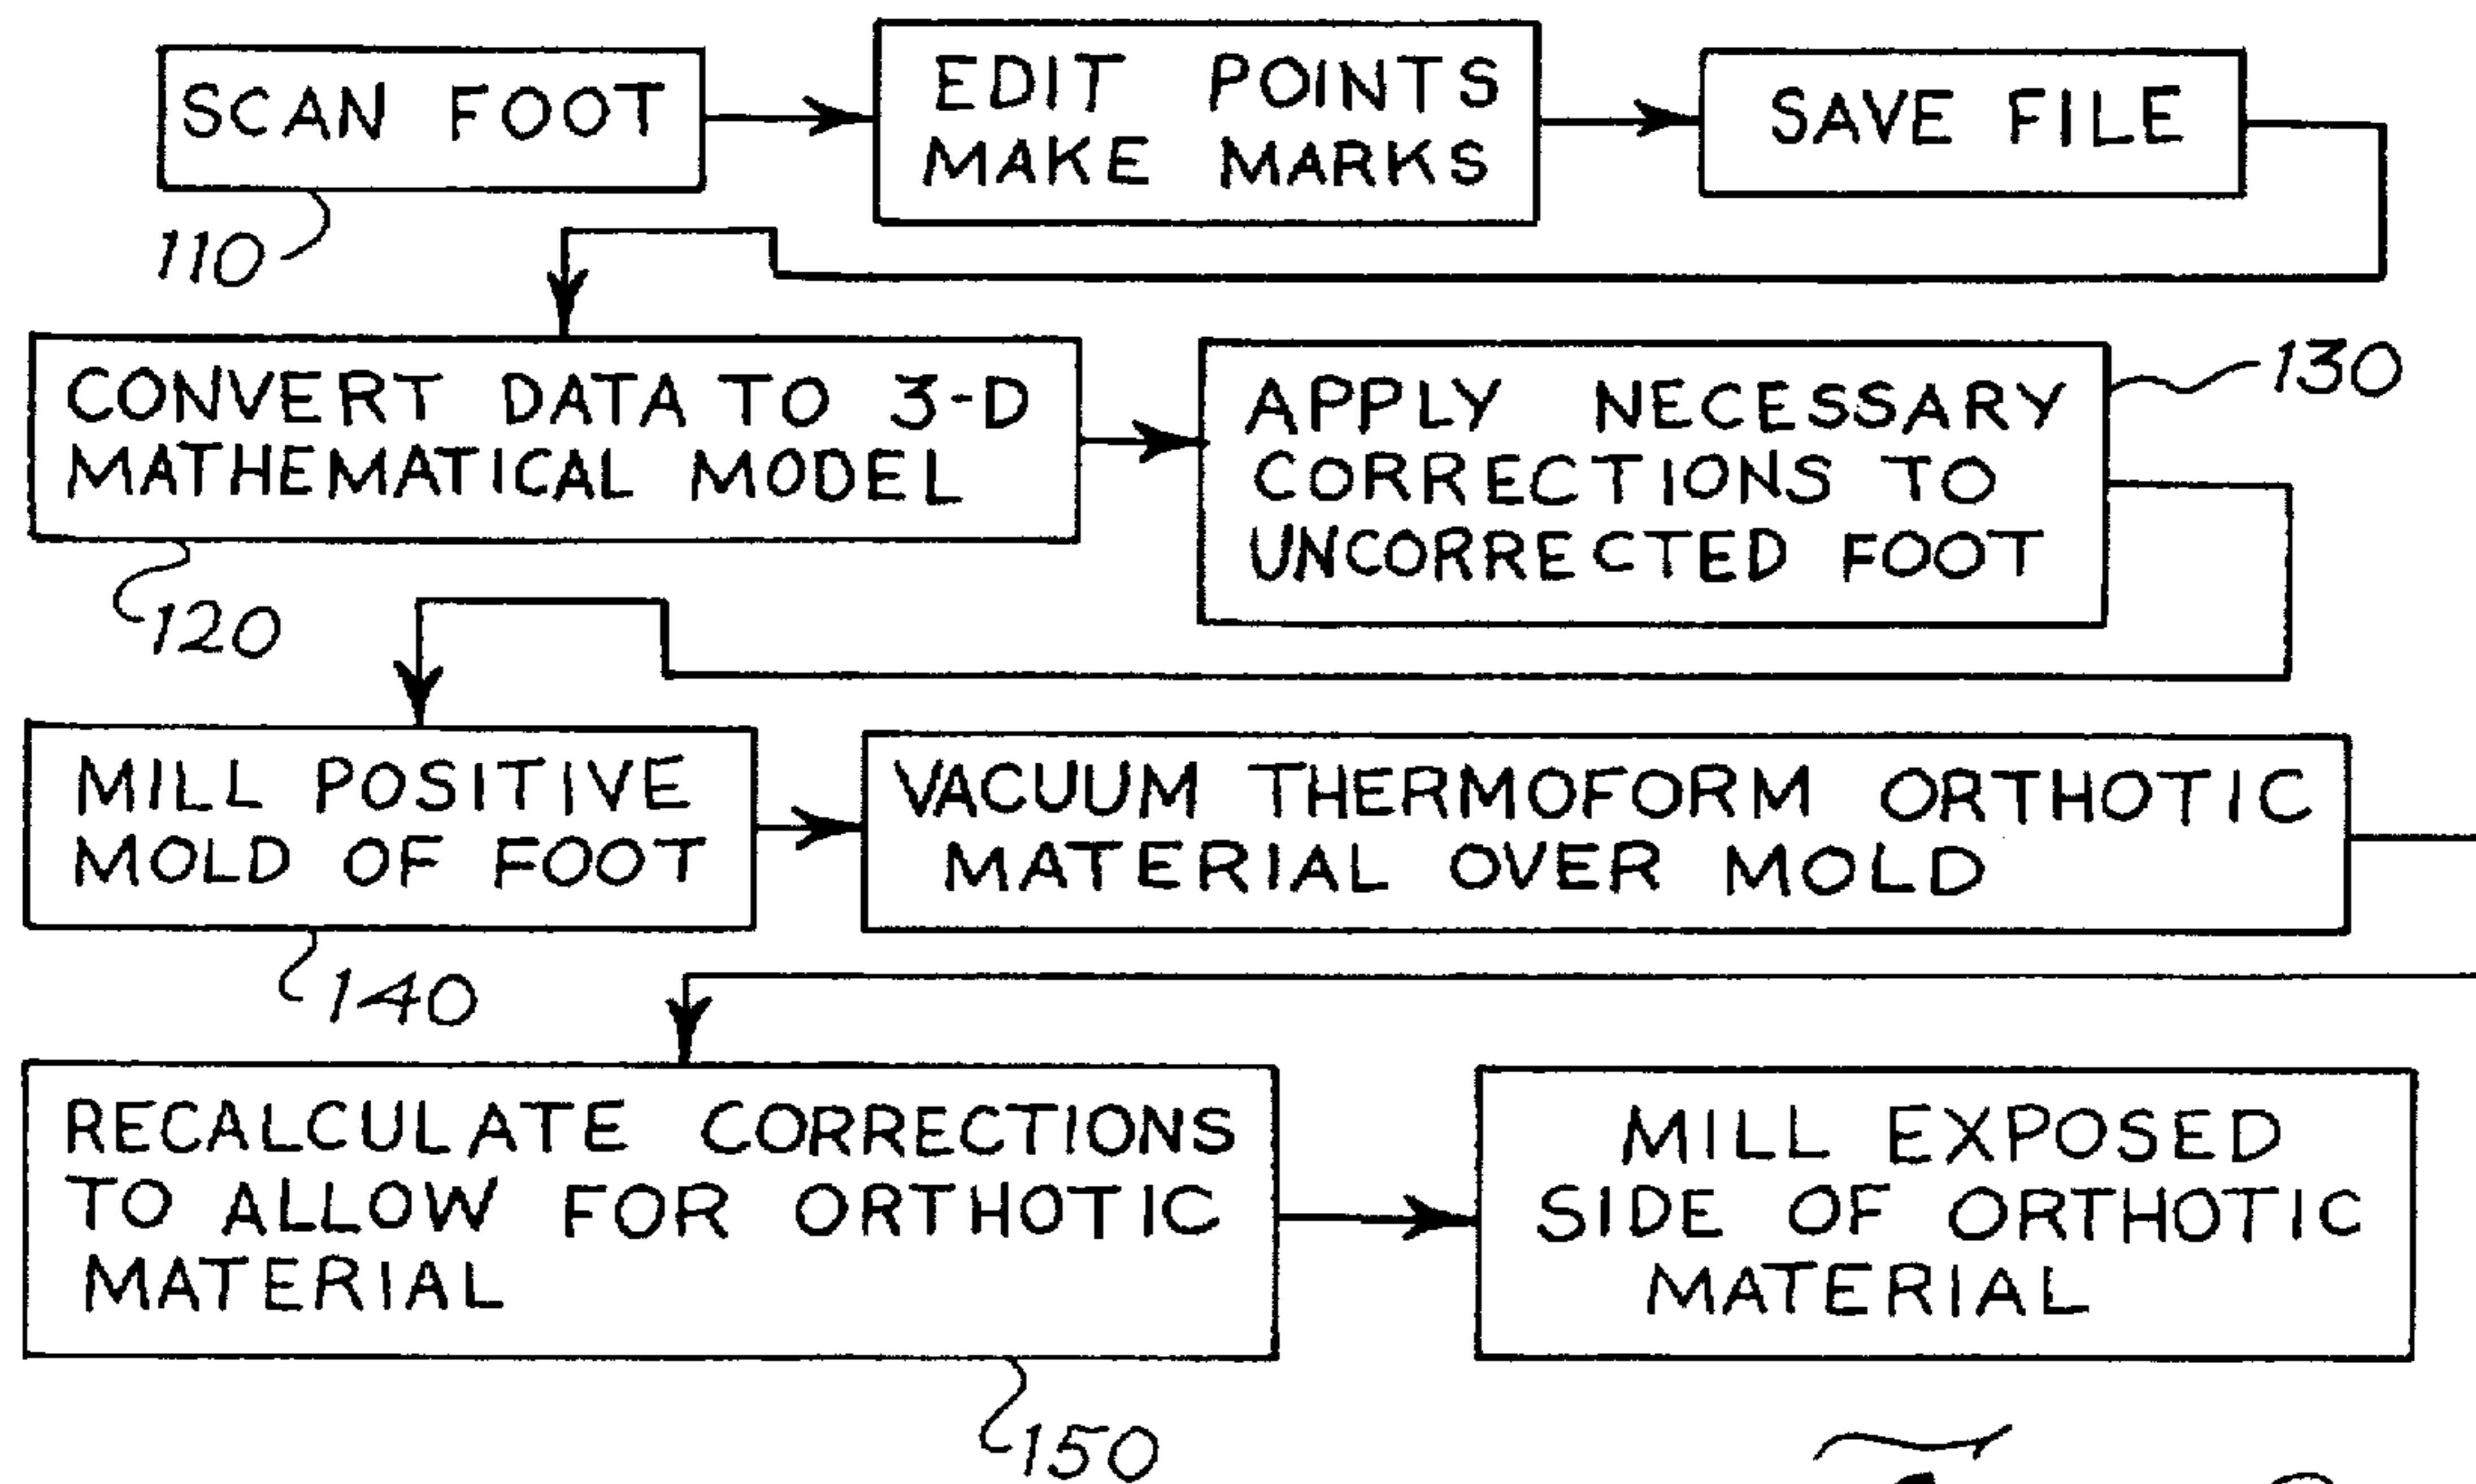 SCAN FOOT
110
EDIT POINTS
MAKE MARKS
SAVE FILE
CONVERT DATA TO 3-D
MATHEMATICAL MODEL
120
APPLY NECESSARY
CORRECTIONS TO
UNCORRECTED FOOT
130
MILL POSITIVE
MOLD OF FOOT
140
VACUUM THERMOFORM ORTHOTIC
MATERIAL OVER MOLD
RECALCULATE CORRECTIONS
TO ALLOW FOR ORTHOTIC
MATERIAL
150
MILL EXPOSED
SIDE OF ORTHOTIC
MATERIAL